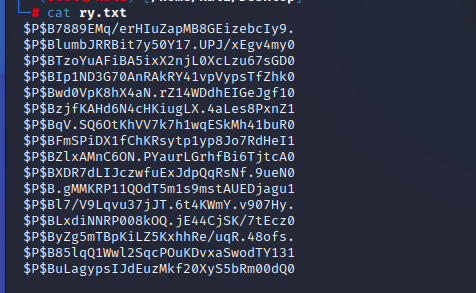 # cat ry.txt
$P$B7889EMq/erHIuZapMB8GEizebcIy9.
$P$BlumbJRRBit7y50Y17.UPJ/xEgv4my0
$P$BTzoYuAFiBA5ixX2njL0XcLzu67sGD0
$P$BIp1ND3G70AnRAkRY41vpVypsTfZhk0
$P$Bwd0VpK8hX4aN.rZ14WDdhEIGeJgf10
$P$BzjfKAHd6N4cHKiugLX.4aLes8PxnZ1
$P$BqV.SQ6OtKhVV7k7h1wqESkMh41buR0
$P$BFmSPiDX1fChKRsytp1yp8Jo7RdHeI1
$P$BZlxAMnC6ON.PYaurLGrhfBi6TjtcA0
$P$BXDR7dLIJczwfuExJdpQqRsNf.9ueN0
$P$B.gMMKRP11QOdT5m1s9mstAUEDjagu1
$P$Bl7/V9Lqvu37jJT.6t4KWmY.v907Hy.
$P$BLxdiNNRP008kOQ.jE44CjSK/7tEcz0
$P$ByZg5mTBpKiLZ5KxhhRe/uqR.48ofs.
$P$B85lqQ1Wwl2SqcPOuKDvxaSwodTY131
$P$BuLagypsIJdEuzMkf20XyS5bRm00dQ0